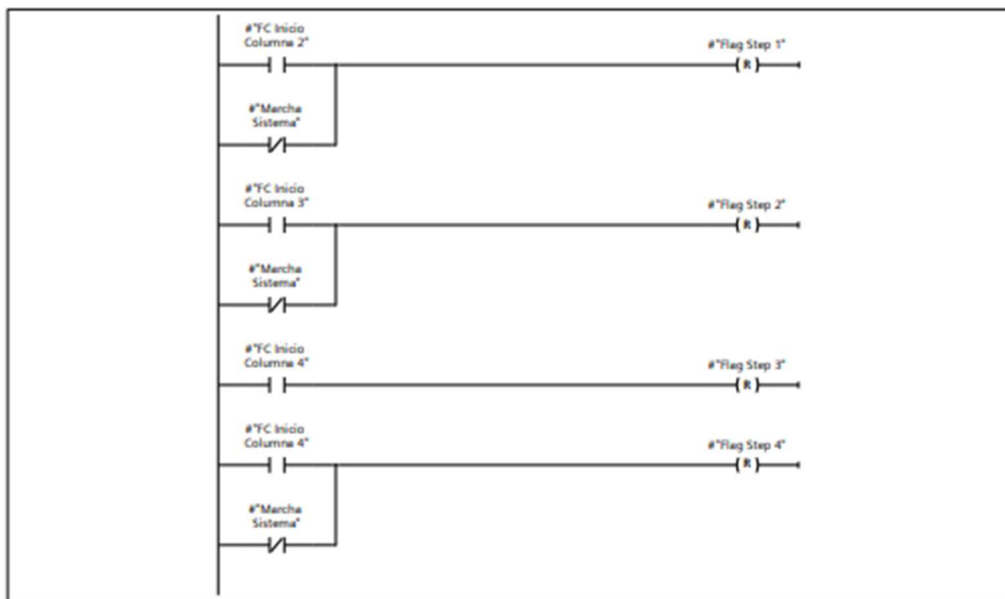 #"FC Inicio
Columna 2"
#"Flag Step 1"
( R )
#"Marcha
Sistema"
#"FC Inicio
Columna 3"
#"Flag Step 2"
( R )
#"Marcha
Sistema"
#"FC Inicio
Columna 4"
#"Flag Step 3"
( R )
#"FC Inicio
Columna 4"
#"Flag Step 4"
( R )
#"Marcha
Sistema"